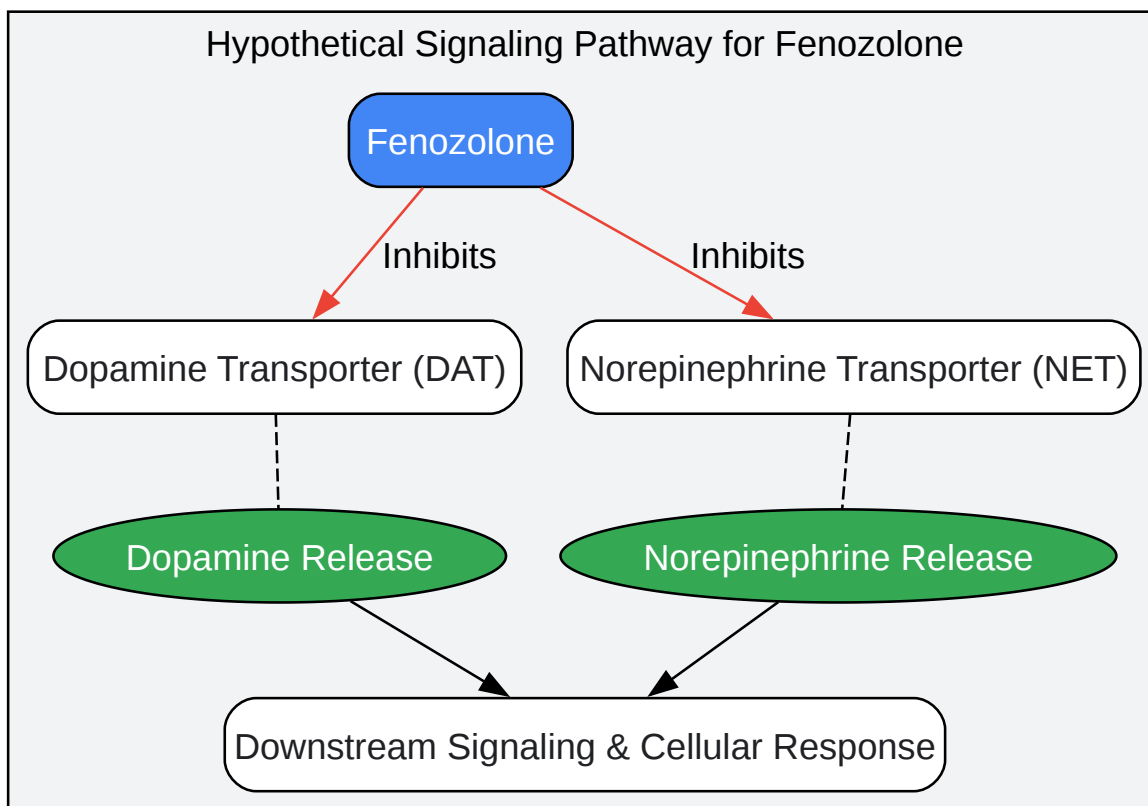 Hypothetical Signaling Pathway for Fenozolone
Fenozolone
Inhibits
Inhibits
Dopamine Transporter (DAT)
Norepinephrine Transporter (NET)
Dopamine Release
Norepinephrine Release
Downstream Signaling & Cellular Response